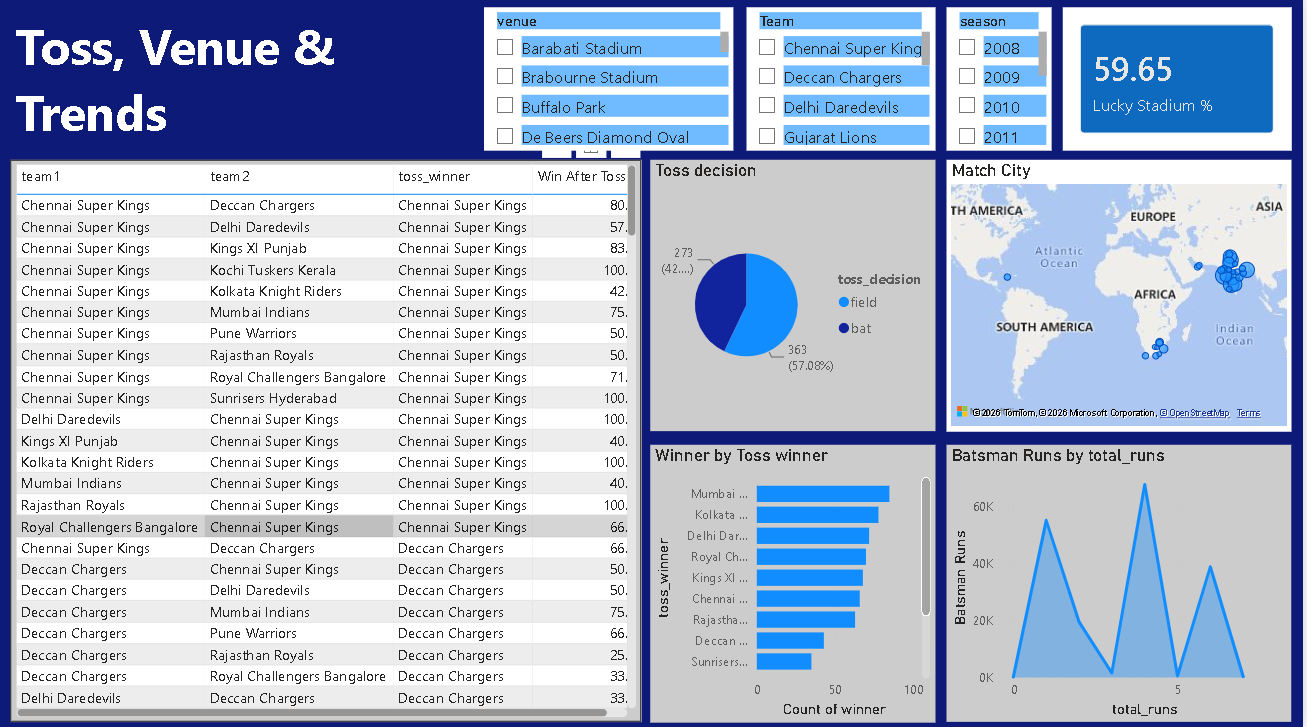 Toss, Venue &
Trends
venue
Barabati Stadium
Brabourne Stadium
Buffalo Park
De Beers Diamond Oval
Team
Chennai Super King
Deccan Chargers
Delhi Daredevils
Gujarat Lions
season
2008
2009
2010
2011
59.65
Lucky Stadium %
team1 team2 toss_winner Win After Toss
Chennai Super Kings Deccan Chargers Chennai Super Kings 80.
Chennai Super Kings Delhi Daredevils Chennai Super Kings 57.
Chennai Super Kings Kings XI Punjab Chennai Super Kings 83.
Chennai Super Kings Kochi Tuskers Kerala Chennai Super Kings 100.
Chennai Super Kings Kolkata Knight Riders Chennai Super Kings 42.
Chennai Super Kings Mumbai Indians Chennai Super Kings 75.
Chennai Super Kings Pune Warriors Chennai Super Kings 50.
Chennai Super Kings Rajasthan Royals Chennai Super Kings 50.
Chennai Super Kings Royal Challengers Bangalore Chennai Super Kings 71.
Chennai Super Kings Sunrisers Hyderabad Chennai Super Kings 100.
Delhi Daredevils Chennai Super Kings Chennai Super Kings 100.
Kings XI Punjab Chennai Super Kings Chennai Super Kings 40.
Kolkata Knight Riders Chennai Super Kings Chennai Super Kings 100.
Mumbai Indians Chennai Super Kings Chennai Super Kings 40.
Rajasthan Royals Chennai Super Kings Chennai Super Kings 100.
Royal Challengers Bangalore Chennai Super Kings Chennai Super Kings 66.
Chennai Super Kings Deccan Chargers Deccan Chargers 66.
Deccan Chargers Chennai Super Kings Deccan Chargers 50.
Deccan Chargers Delhi Daredevils Deccan Chargers 50.
Deccan Chargers Mumbai Indians Deccan Chargers 75.
Deccan Chargers Pune Warriors Deccan Chargers 66.
Deccan Chargers Rajasthan Royals Deccan Chargers 25.
Deccan Chargers Royal Challengers Bangalore Deccan Chargers 33.
Delhi Daredevils Deccan Chargers Deccan Chargers 33.
Toss decision
273
(42....)
363
(57.08%)
toss_decision
field
bat
Match City
TH AMERICA
EUROPE
ASIA
Atlantic
Ocean
AFRICA
SOUTH AMERICA
Indian
Ocean
©2026 TomTom, ©2026 Microsoft Corporation, © OpenStreetMap Terms
Winner by Toss winner
toss_winner
Mumbai ...
Kolkata ...
Delhi Dar...
Royal Ch...
Kings XI ...
Chennai ...
Rajastha...
Deccan ...
Sunrisers...
0 50 100
Count of winner
Batsman Runs by total_runs
Batsman Runs
60K
40K
20K
0K
0 5
total_runs